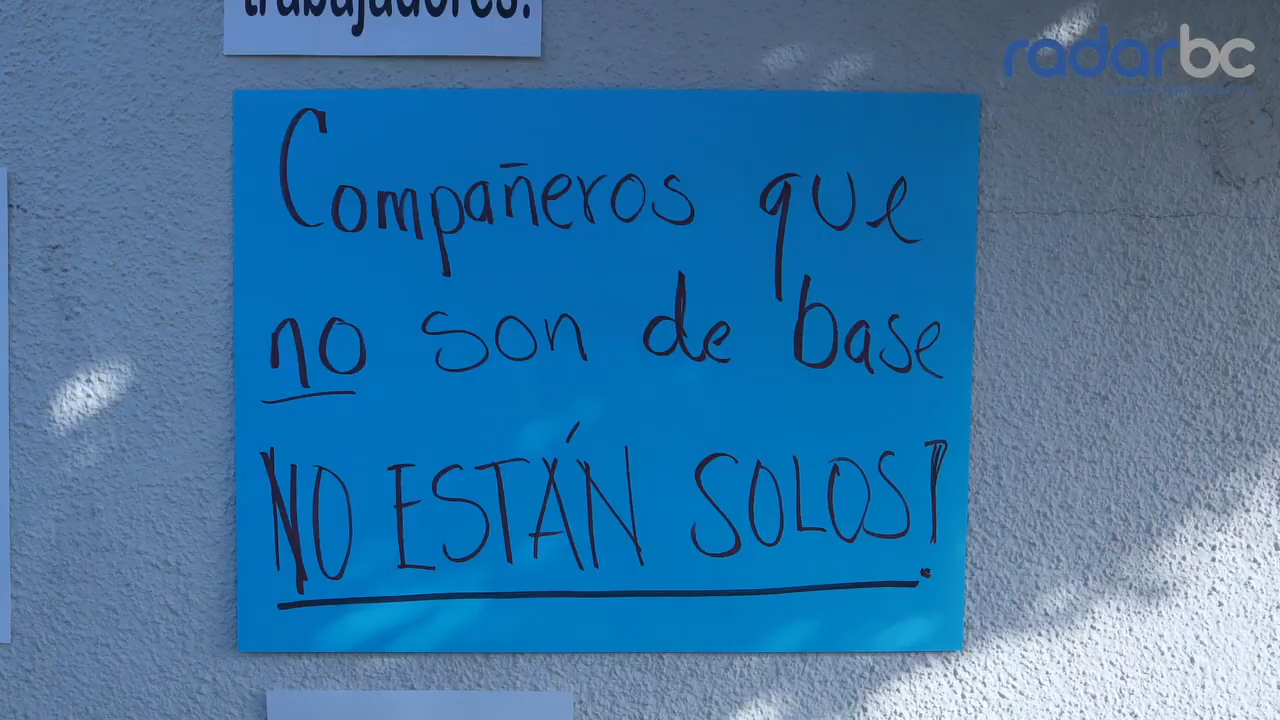 trabajadores.
radarbc
Compañeros que
no son de base
NO ESTÁN SOLOS!